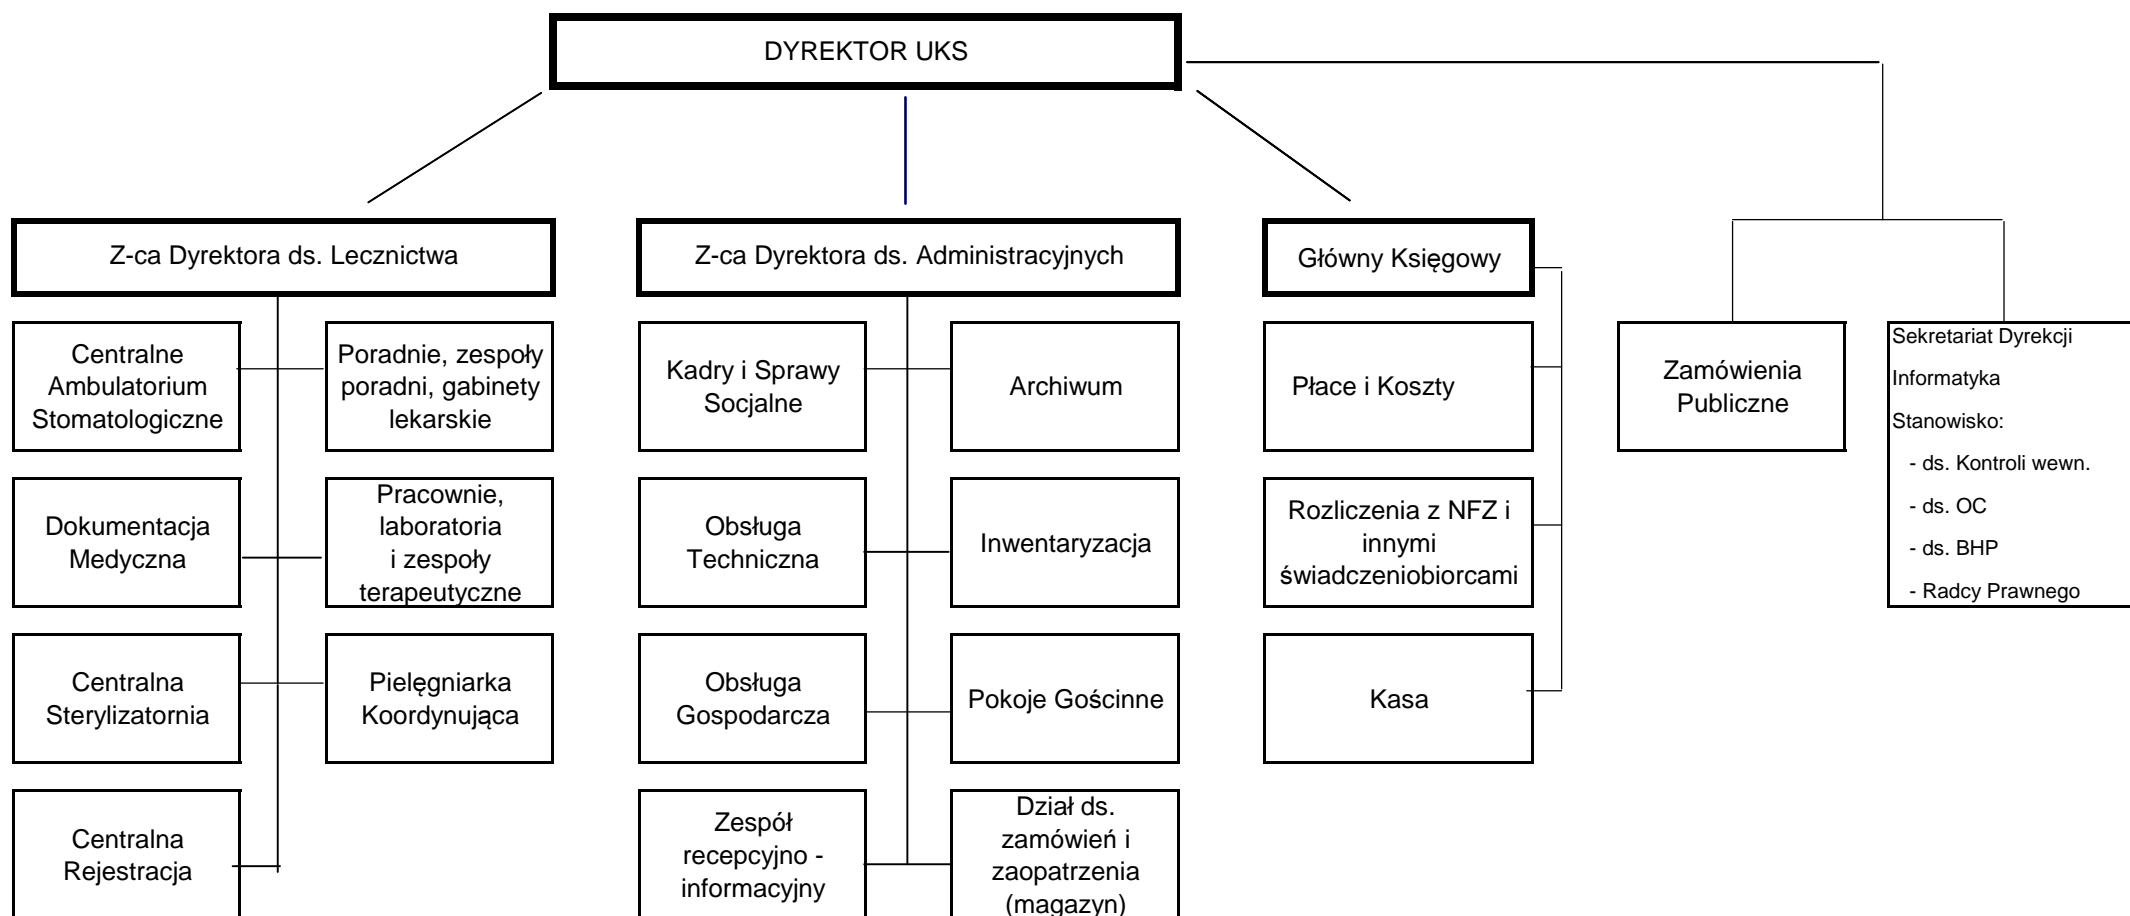 DYREKTOR UKS
Z-ca Dyrektora ds. Lecznictwa
Z-ca Dyrektora ds. Administracyjnych
Główny Księgowy
Centralne
Ambulatorium
Stomatologiczne
Poradnie, zespoły
poradni, gabinety
lekarskie
Kadry i Sprawy
Socjalne
Archiwum
Płace i Koszty
Zamówienia
Publiczne
Sekretariat Dyrekcji
Informatyka
Stanowisko:
- ds. Kontroli wewn.
- ds. OC
- ds. BHP
- Radcy Prawnego
Dokumentacja
Medyczna
Pracownie,
laboratoria
i zespoły
terapeutyczne
Obsługa
Techniczna
Inwentaryzacja
Rozliczenia z NFZ i
innymi
świadczeniobiorcami
Centralna
Sterylizatornia
Pielęgniarka
Koordynująca
Obsługa
Gospodarcza
Pokoje Gościnne
Kasa
Centralna
Rejestracja
Zespół
recepcyjno -
informacyjny
Dział ds.
zamówień i
zaopatrzenia
(magazyn)